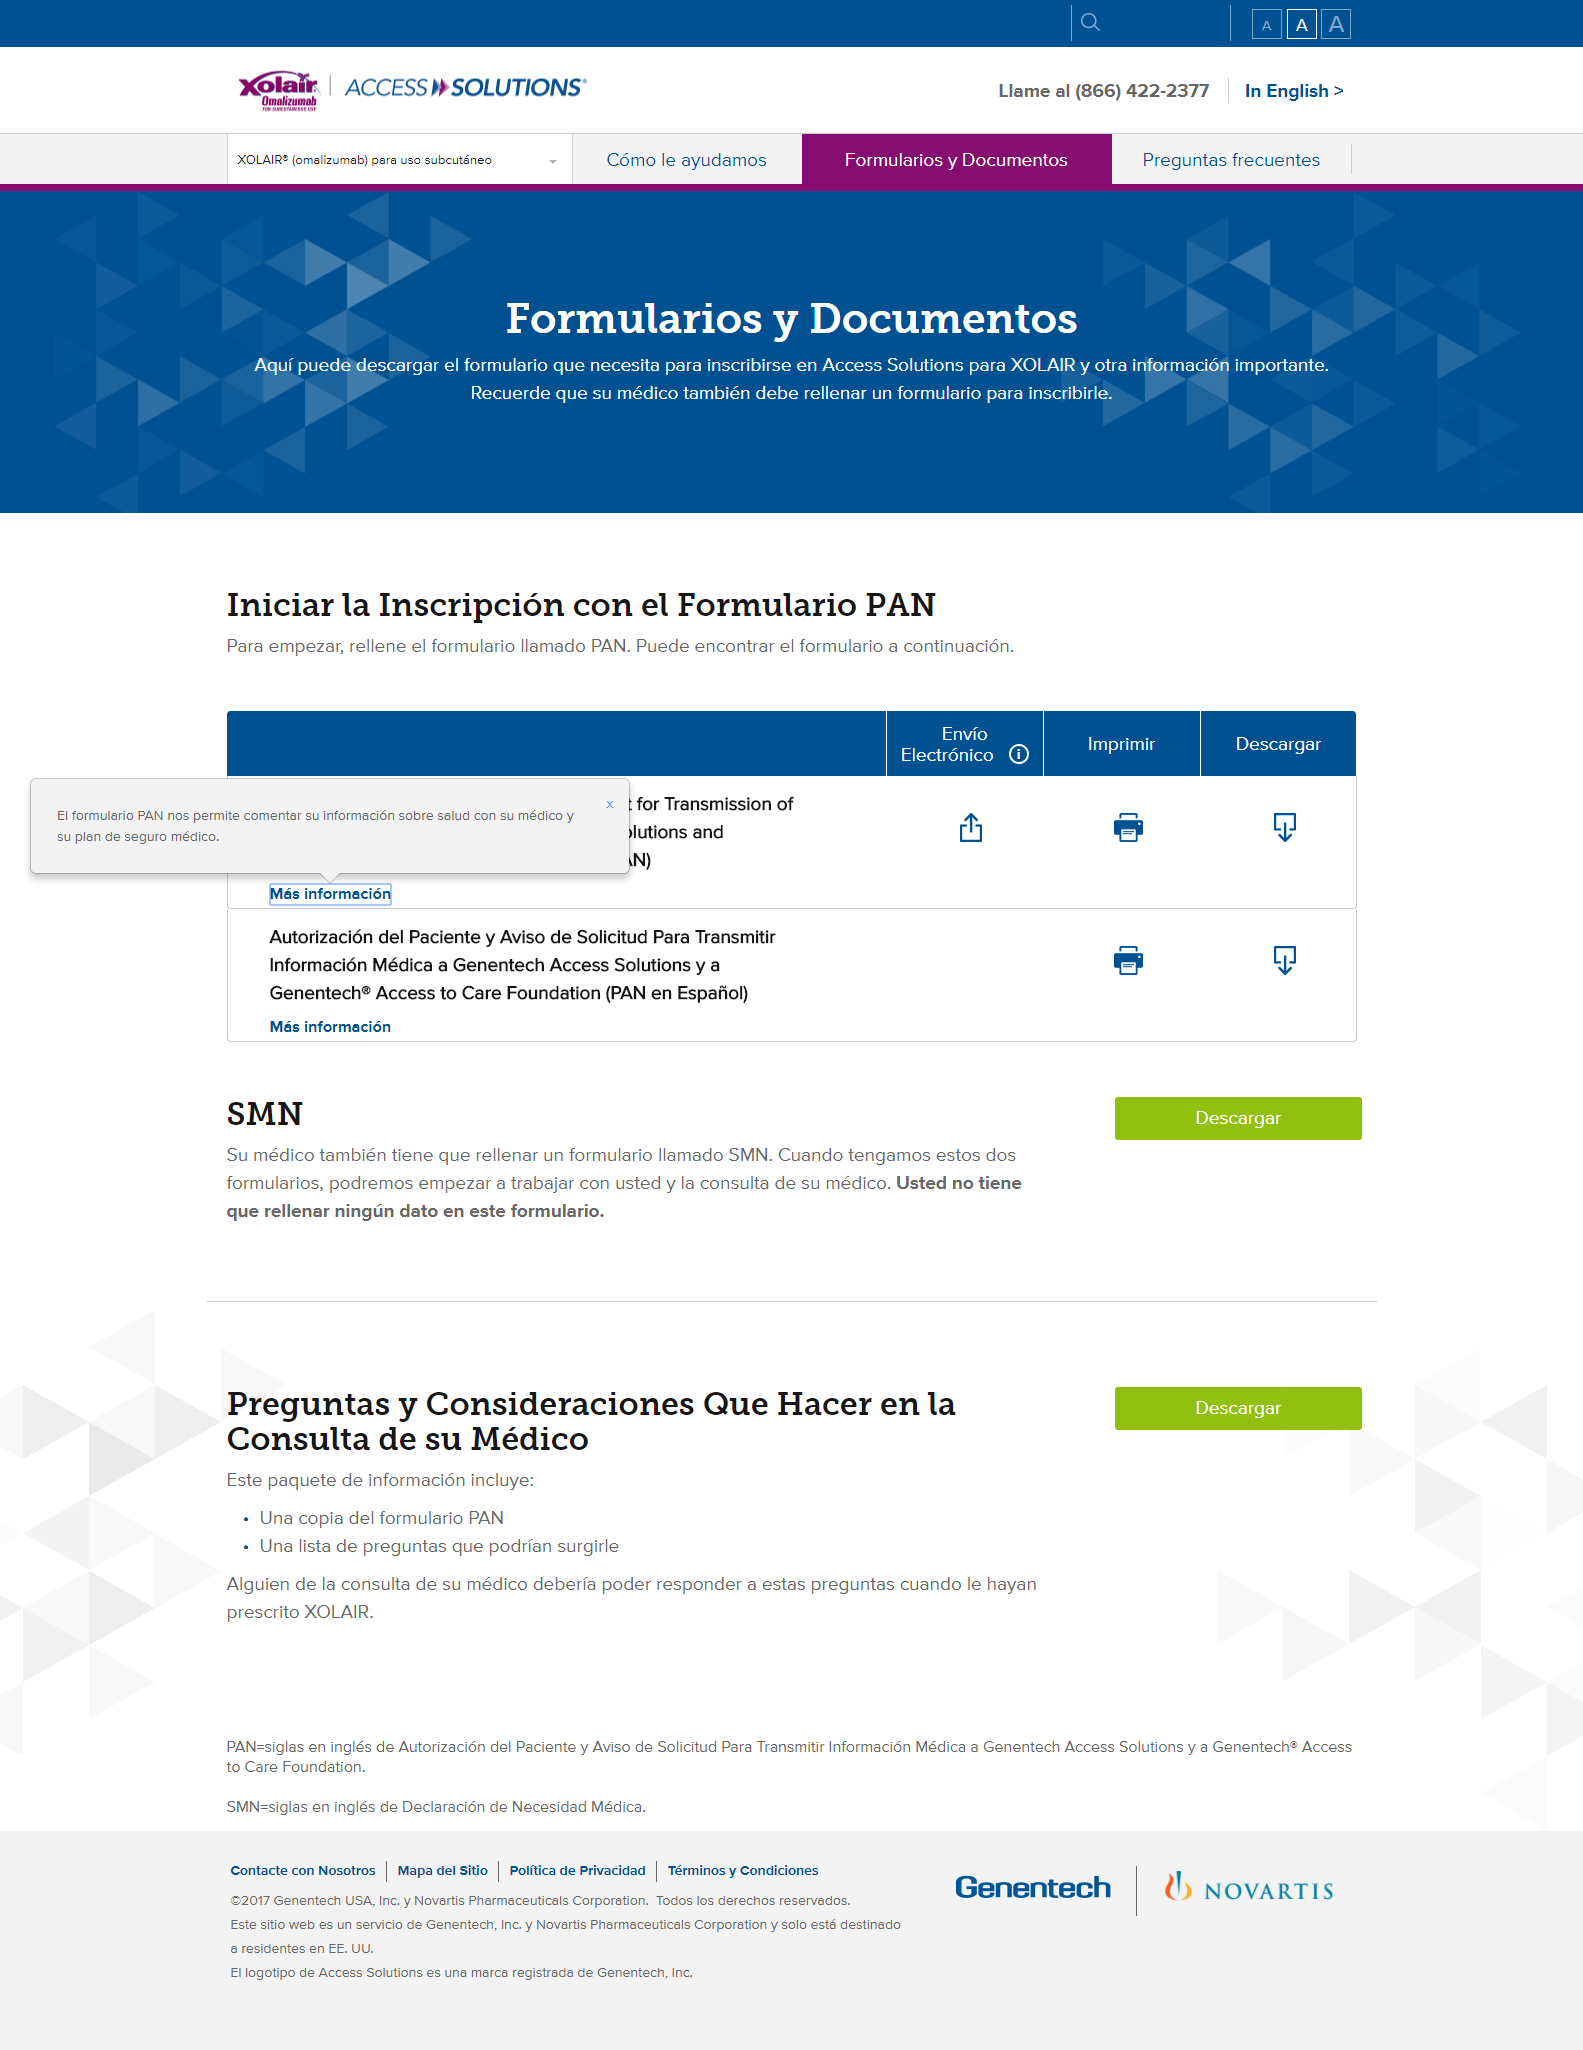 A A A
Xolair
Omalizumab
FOR SUBCUTANEOUS USE
ACCESS SOLUTIONS®
Llame al (866) 422-2377
In English >
XOLAIR® (omalizumab) para uso subcutáneo
Cómo le ayudamos
Formularios y Documentos
Preguntas frecuentes
Formularios y Documentos
Aquí puede descargar el formulario que necesita para inscribirse en Access Solutions para XOLAIR y otra información importante.
Recuerde que su médico también debe rellenar un formulario para inscribirle.
Iniciar la Inscripción con el Formulario PAN
Para empezar, rellene el formulario llamado PAN. Puede encontrar el formulario a continuación.
Envío
Electrónico
Imprimir
Descargar
El formulario PAN nos permite comentar su información sobre salud con su médico y
su plan de seguro médico.
x
for Transmission of
and
Más información
Autorización del Paciente y Aviso de Solicitud Para Transmitir
Información Médica a Genentech Access Solutions y a
Genentech® Access to Care Foundation (PAN en Español)
Más información
SMN
Descargar
Su médico también tiene que rellenar un formulario llamado SMN. Cuando tengamos estos dos
formularios, podremos empezar a trabajar con usted y la consulta de su médico. Usted no tiene
que rellenar ningún dato en este formulario.
Preguntas y Consideraciones Que Hacer en la
Consulta de su Médico
Descargar
Este paquete de información incluye:
• Una copia del formulario PAN
• Una lista de preguntas que podrían surgirle
Alguien de la consulta de su médico debería poder responder a estas preguntas cuando le hayan
prescrito XOLAIR.
PAN=siglas en inglés de Autorización del Paciente y Aviso de Solicitud Para Transmitir Información Médica a Genentech Access Solutions y a Genentech® Access
to Care Foundation.
SMN=siglas en inglés de Declaración de Necesidad Médica.
Contacte con Nosotros | Mapa del Sitio | Política de Privacidad | Términos y Condiciones
©2017 Genentech USA, Inc. y Novartis Pharmaceuticals Corporation. Todos los derechos reservados.
Este sitio web es un servicio de Genentech, Inc. y Novartis Pharmaceuticals Corporation y solo está destinado
a residentes en EE. UU.
El logotipo de Access Solutions es una marca registrada de Genentech, Inc.
Genentech
NOVARTIS